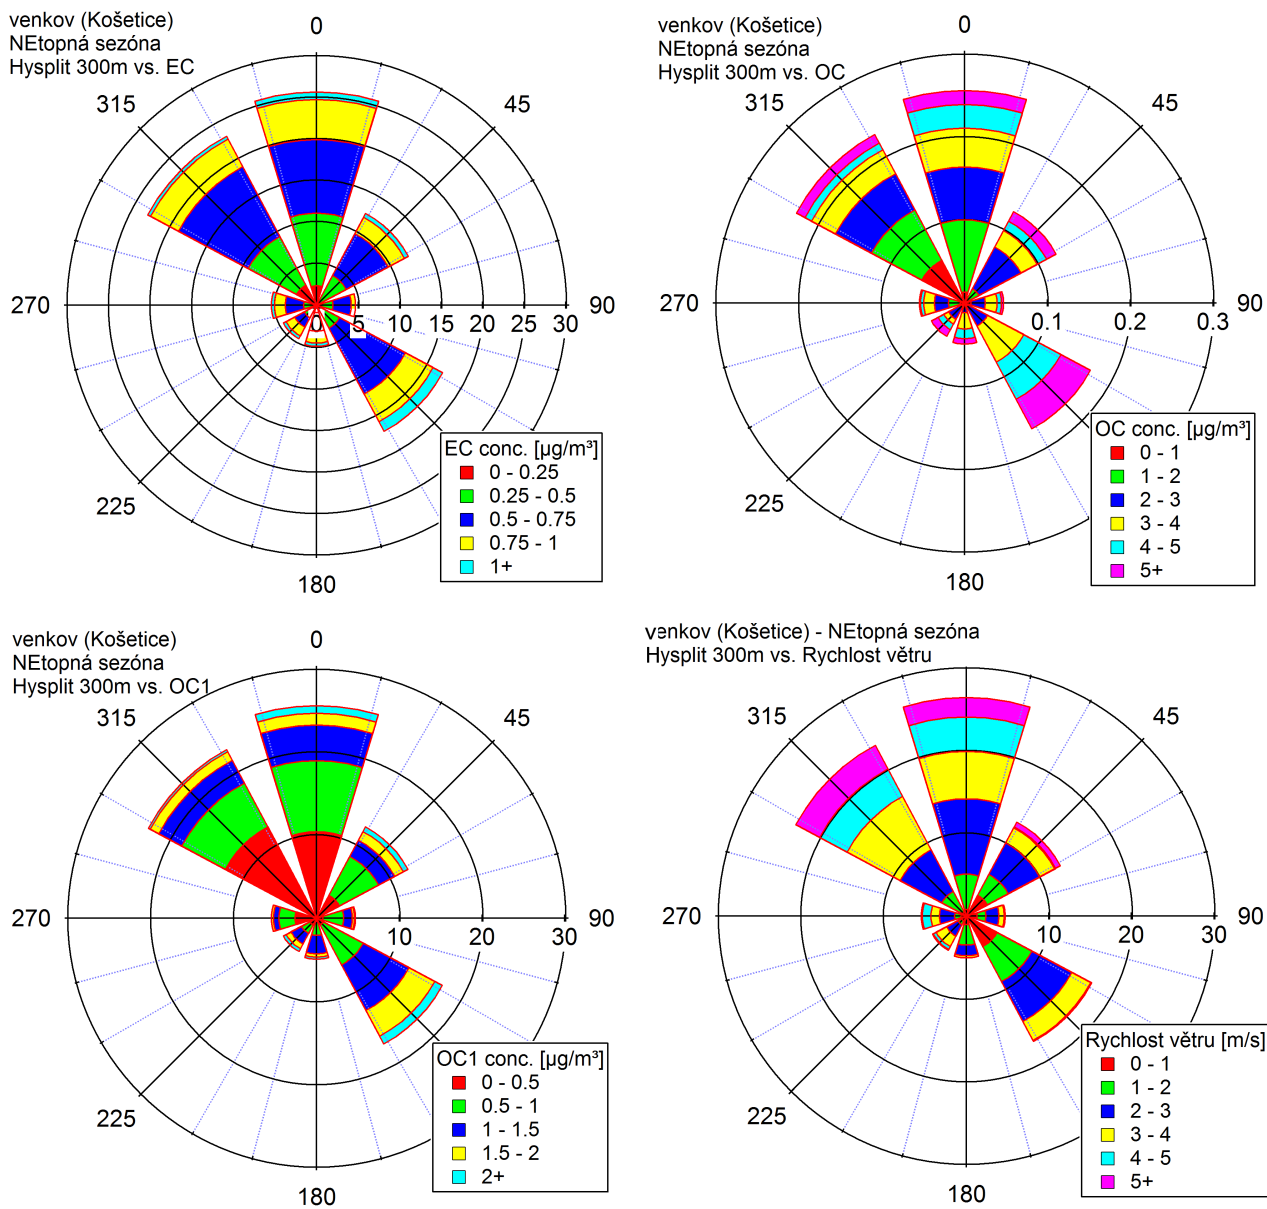 venkov (Košetice)
NEtopná sezóna
Hysplit 300m vs. EC
0
45
90
180
225
270
315
0
5
10
15
20
25
30
EC conc. [µg/m³]
0 - 0.25
0.25 - 0.5
0.5 - 0.75
0.75 - 1
1+
venkov (Košetice)
NEtopná sezóna
Hysplit 300m vs. OC
0
45
90
180
225
270
315
0.1
0.2
0.3
OC conc. [µg/m³]
0 - 1
1 - 2
2 - 3
3 - 4
4 - 5
5+
venkov (Košetice)
NEtopná sezóna
Hysplit 300m vs. OC1
0
45
90
180
225
270
315
10
20
30
OC1 conc. [µg/m³]
0 - 0.5
0.5 - 1
1 - 1.5
1.5 - 2
2+
venkov (Košetice) - NEtopná sezóna
Hysplit 300m vs. Rychlost větru
0
45
90
180
225
270
315
10
20
30
Rychlost větru [m/s]
0 - 1
1 - 2
2 - 3
3 - 4
4 - 5
5+